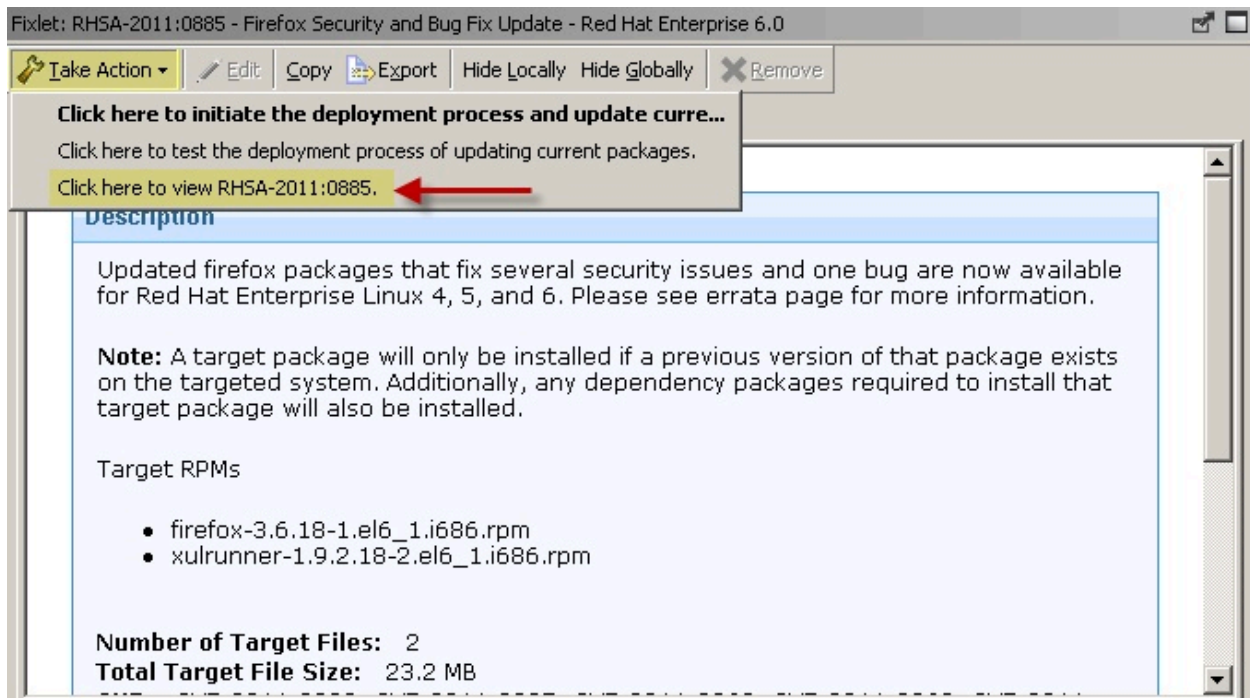 Fixlet: RHSA-2011:0885 - Firefox Security and Bug Fix Update - Red Hat Enterprise 6.0
Take Action Edit Copy Export Hide Locally Hide Globally Remove
Click here to initiate the deployment process and update curre...
Click here to test the deployment process of updating current packages.
Click here to view RHSA-2011:0885.
Description
Updated firefox packages that fix several security issues and one bug are now available
for Red Hat Enterprise Linux 4, 5, and 6. Please see errata page for more information.
Note: A target package will only be installed if a previous version of that package exists
on the targeted system. Additionally, any dependency packages required to install that
target package will also be installed.
Target RPMs
• firefox-3.6.18-1.el6_1.i686.rpm
• xulrunner-1.9.2.18-2.el6_1.i686.rpm
Number of Target Files: 2
Total Target File Size: 23.2 MB